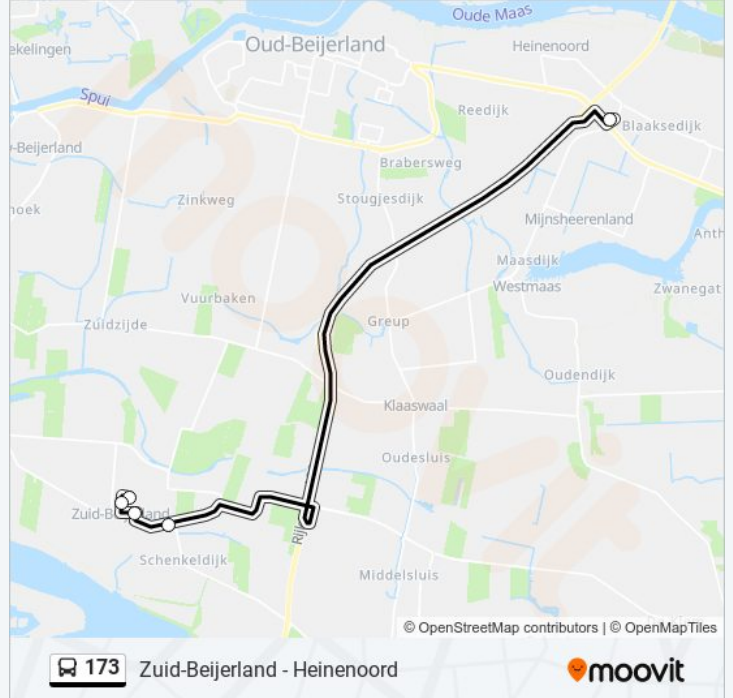 Oude Maas
ekelingen
Oud-Beijerland
Heinenoord
Spui
Reedijk
Blaaksedijk
-Beijerland
Brabersweg
Zinkweg
Stougjesdijk
hoek
Mijnsheerenland
Anth
Maasdijk
Westmaas
Zwanegat
Vuurbaken
Zuidzijde
Greup
Oudendijk
Klaaswaal
Oudesluis
Zuid-B
land
Rijk
Schenkeldijk
Middelsluis
© OpenStreetMap contributors | © OpenMapTiles
173 Zuid-Beijerland - Heinenoord
moovit